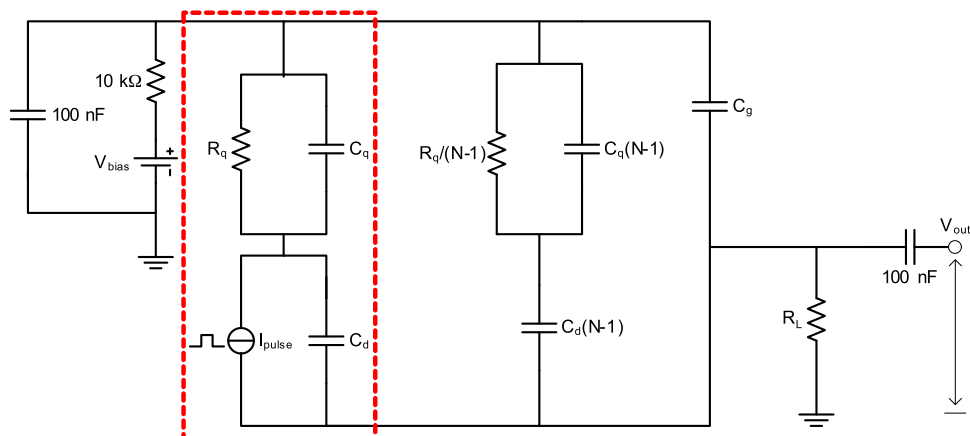 10 kΩ
100 nF
V_bias
+
R_q
C_q
R_q/(N-1)
C_q(N-1)
C_g
I_pulse
C_d
C_d(N-1)
V_out
100 nF
R_L